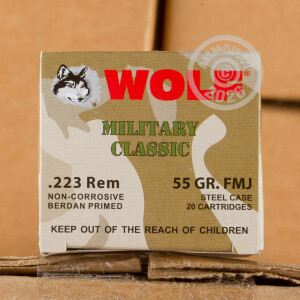 WOLF
MILITARY
CLASSIC
.223 Rem
55 GR. FMJ
NON-CORROSIVE
BERDAN PRIMED
STEEL CASE
20 CARTRIDGES
KEEP OUT OF THE REACH OF CHILDREN